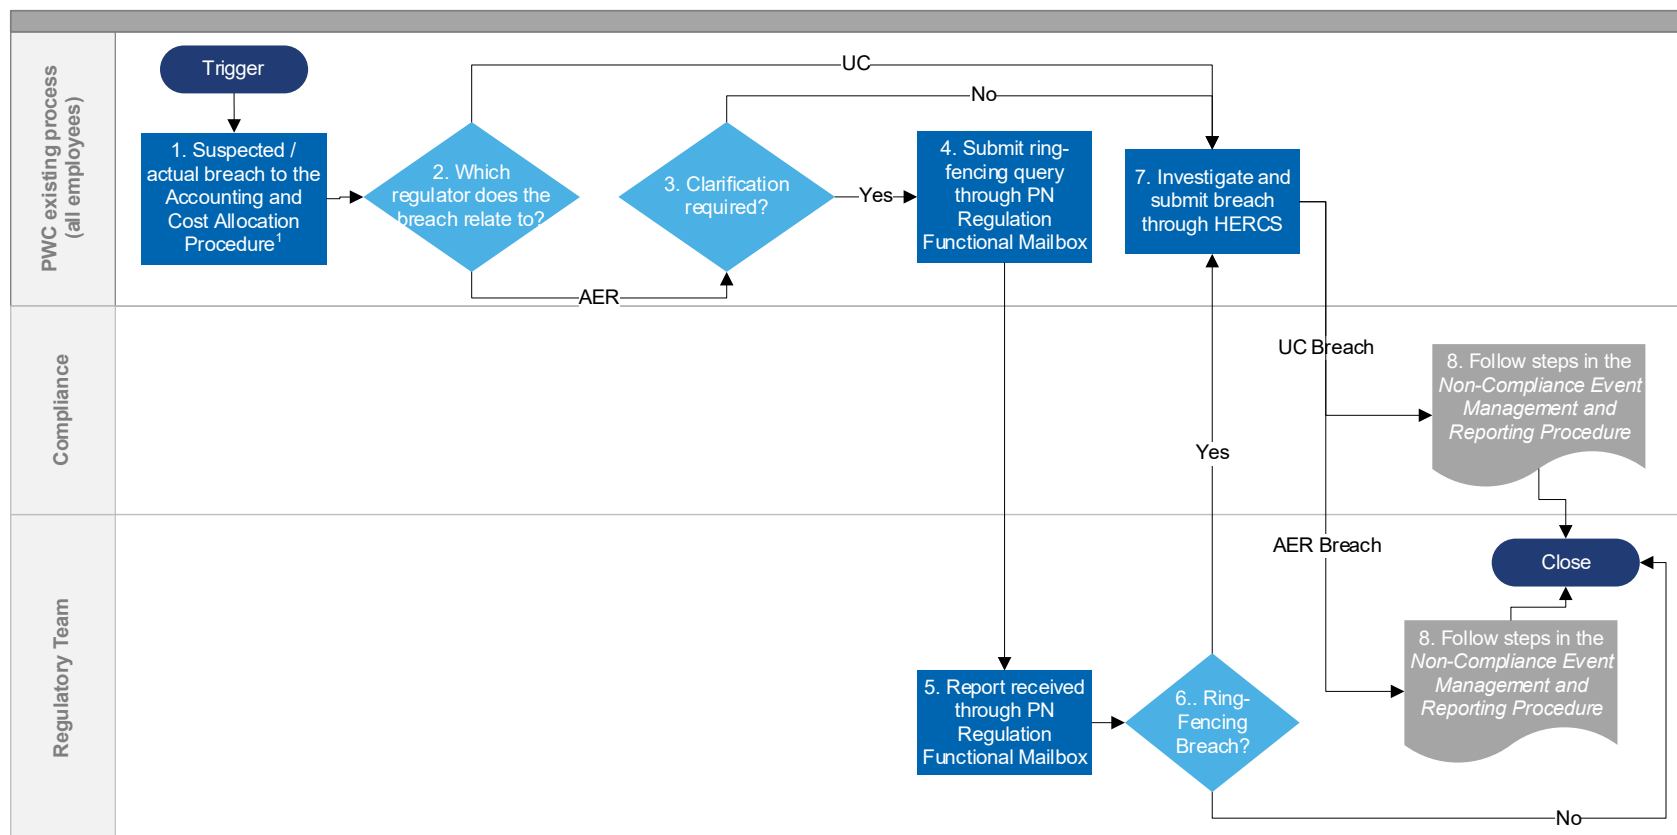 PWC existing process
(all employees)
Trigger
1. Suspected /
actual breach to the
Accounting and
Cost Allocation
Procedure1
2. Which
regulator does the
breach relate to?
UC
AER
3. Clarification
required?
No
Yes
4. Submit ring-
fencing query
through PN
Regulation
Functional Mailbox
7. Investigate and
submit breach
through HERCS
Compliance
UC Breach
8. Follow steps in the
Non-Compliance Event
Management and
Reporting Procedure
Yes
Regulatory Team
AER Breach
Close
5. Report received
through PN
Regulation
Functional Mailbox
6.. Ring-
Fencing
Breach?
8. Follow steps in the
Non-Compliance Event
Management and
Reporting Procedure
No